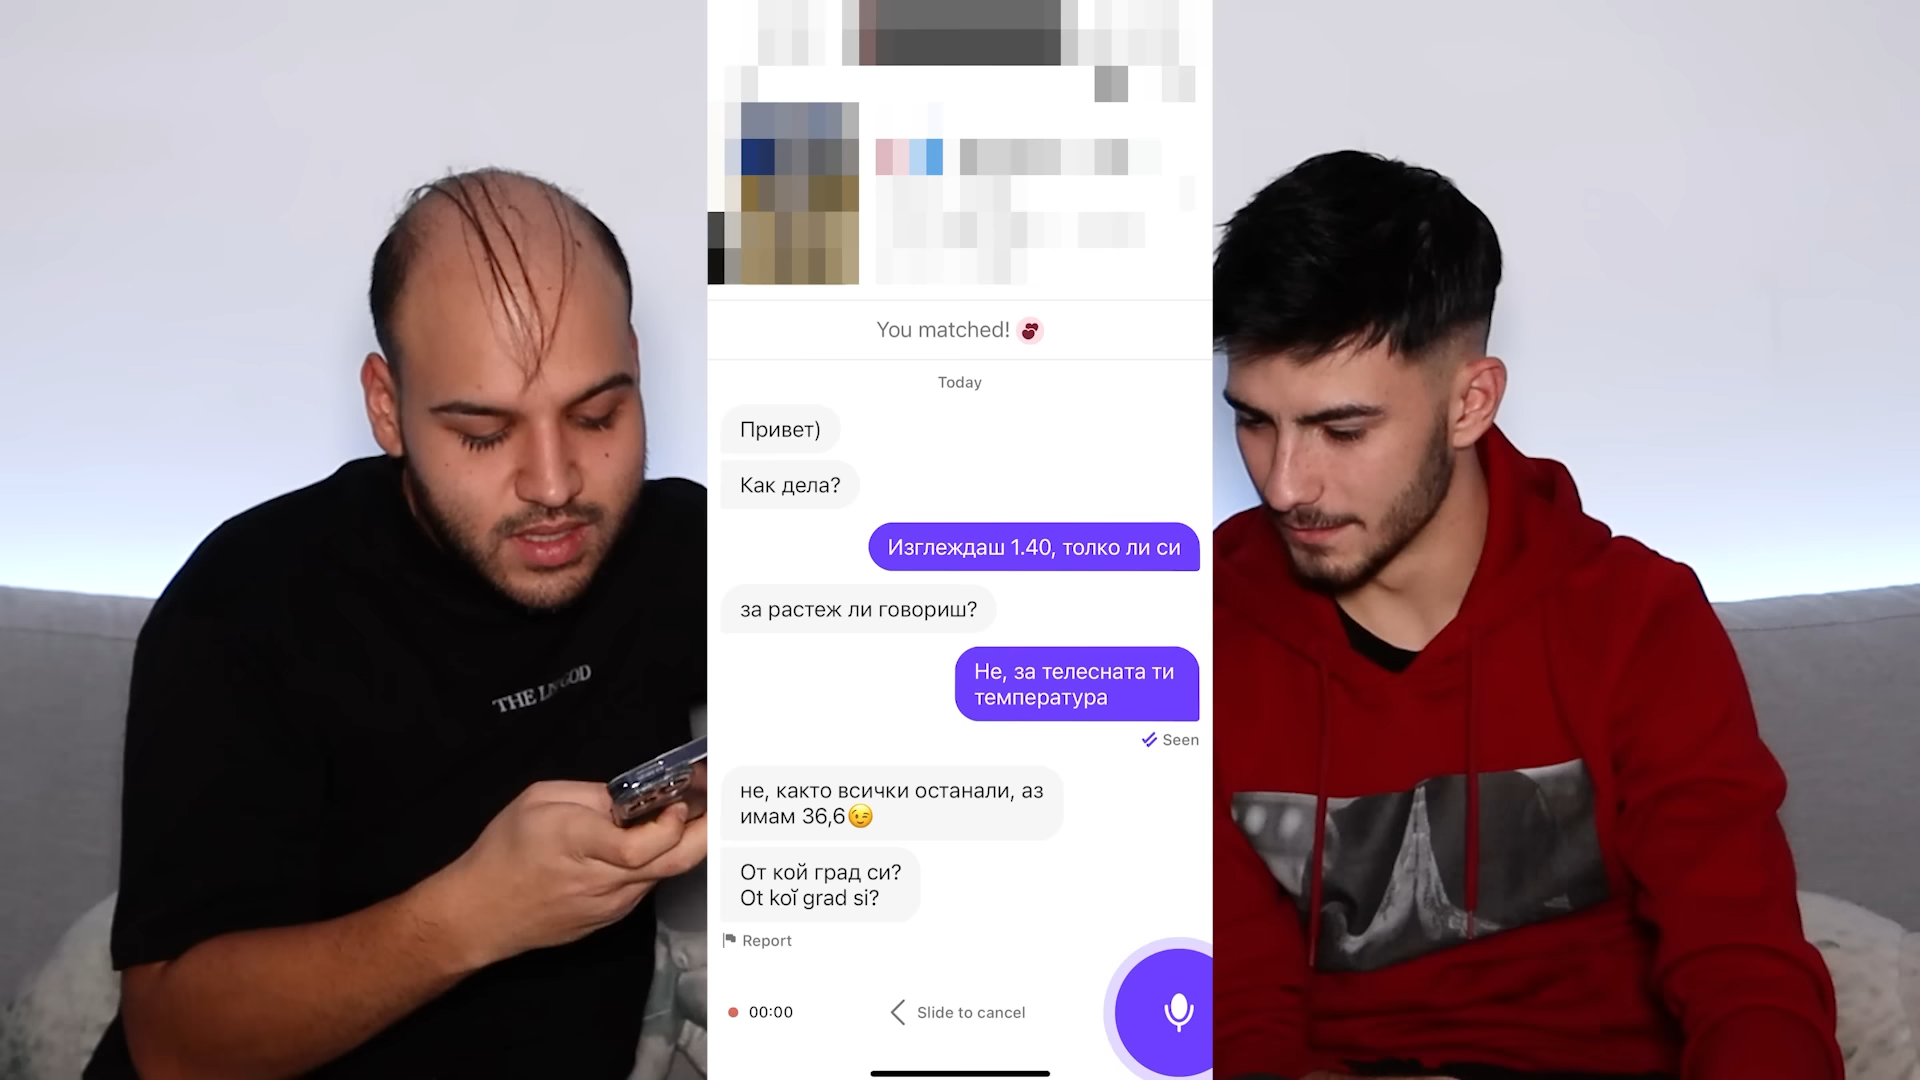 You matched!
Today
Привет)
Как дела?
Изглеждаш 1.40, толко ли си
за растеж ли говориш?
Не, за телесната ти
температура
Seen
не, както всички останали, аз
имам 36,6😉
От кой град си?
Ot koĭ grad si?
Report
00:00
Slide to cancel
THE L
GOD